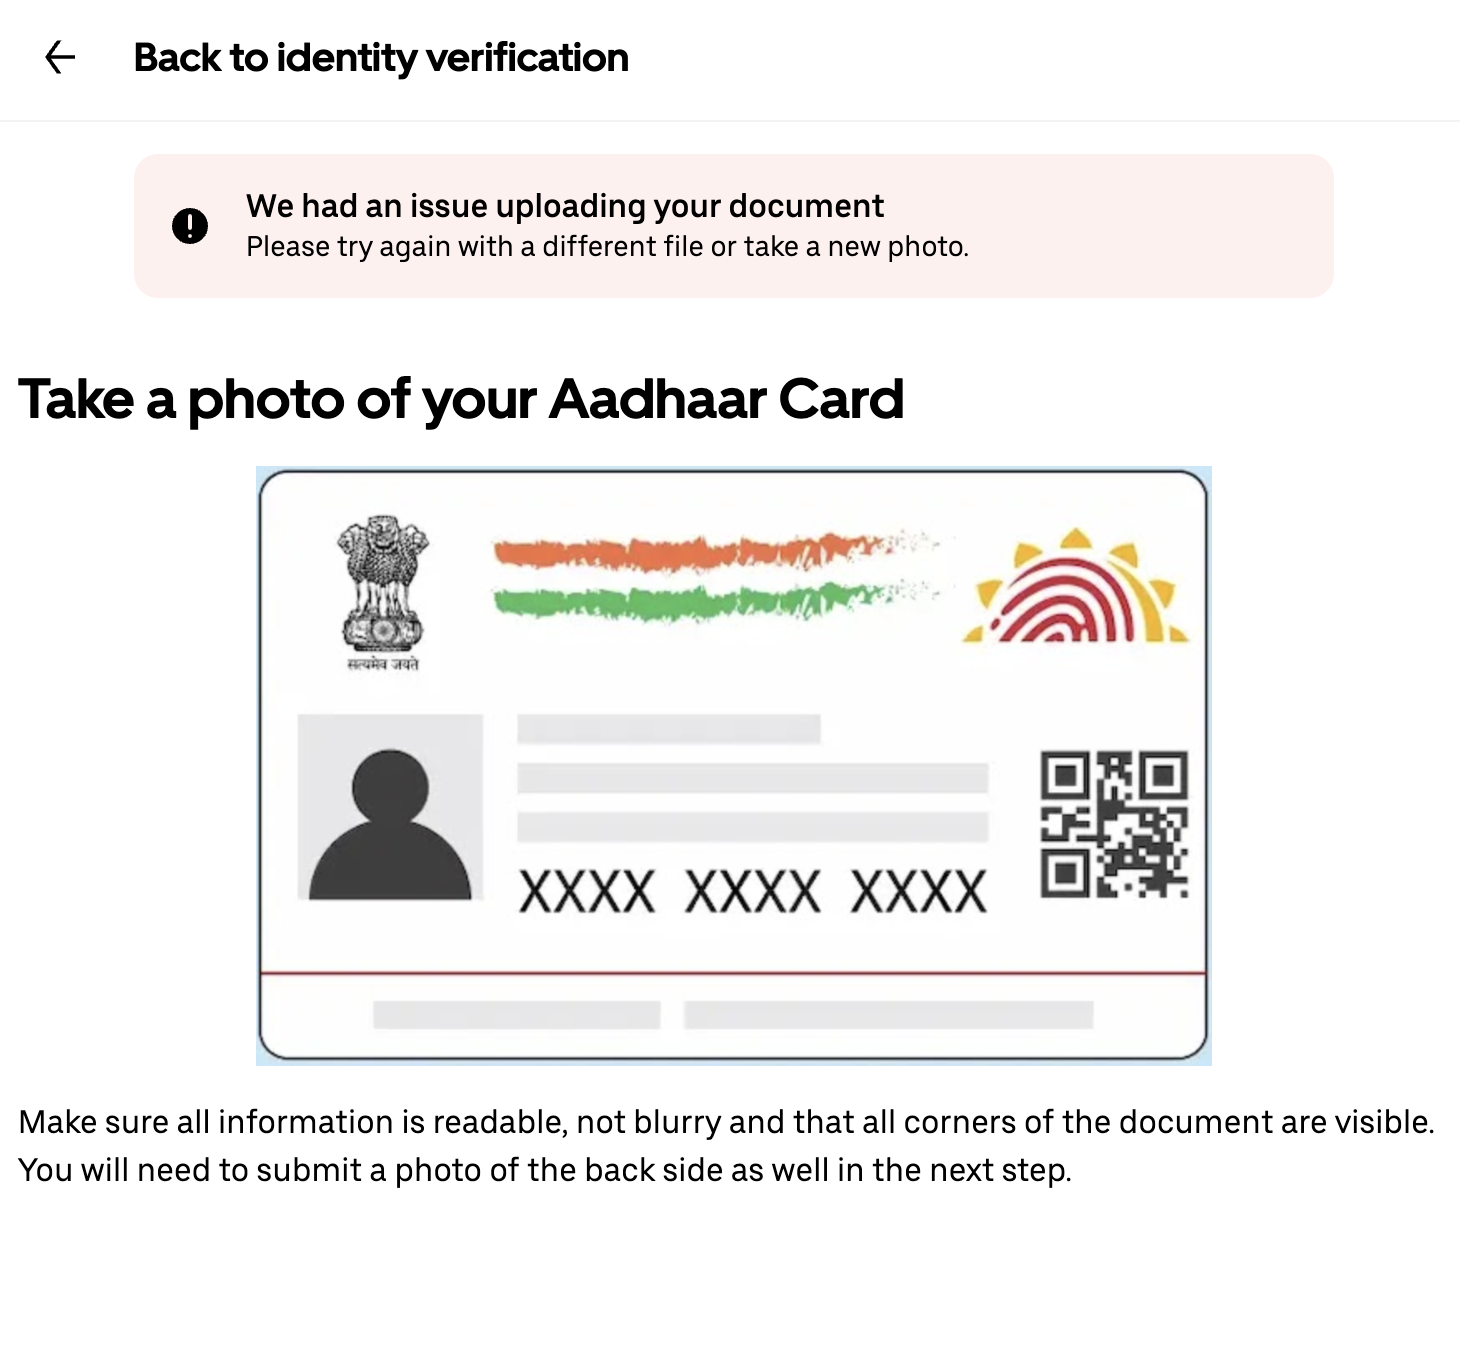 Back to identity verification
We had an issue uploading your document
Please try again with a different file or take a new photo.
Take a photo of your Aadhaar Card
सत्यमेव जयते
XXXX XXXX XXXX
Make sure all information is readable, not blurry and that all corners of the document are visible.
You will need to submit a photo of the back side as well in the next step.